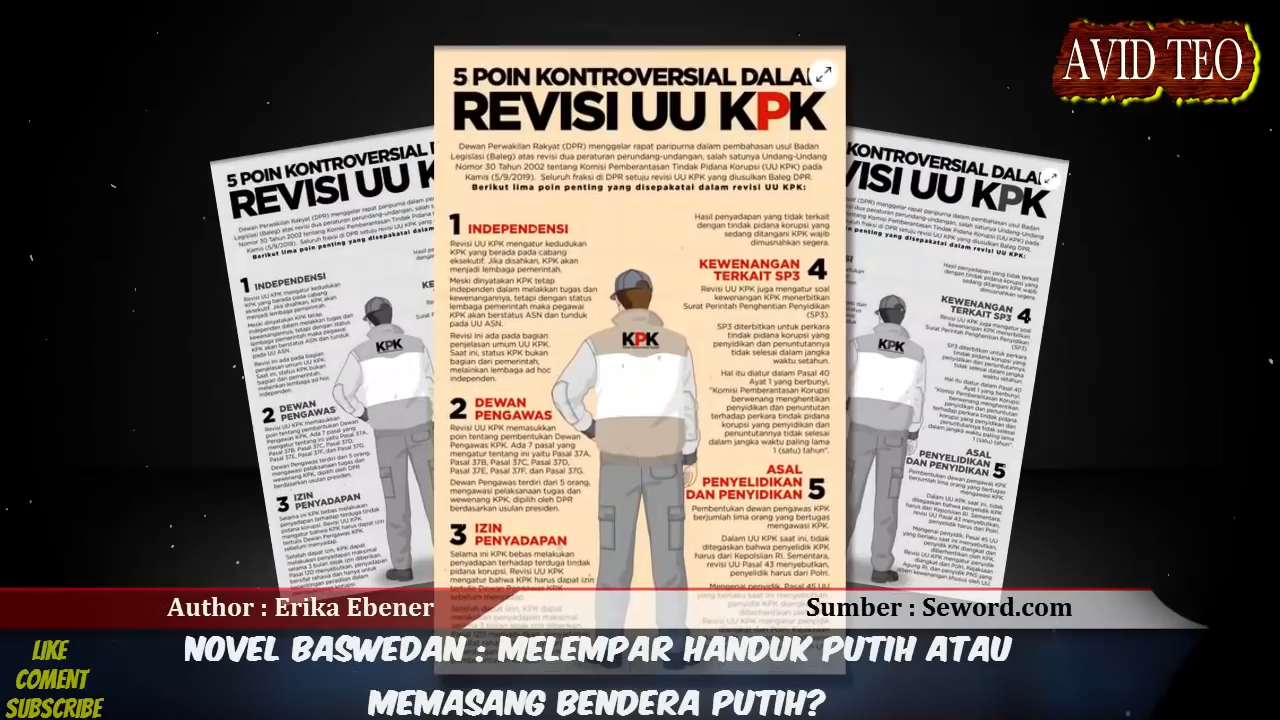 AVID TEO
5 POIN KONTROVERSIAL DALA
REVISI UU KPK
Dewan Perwakilan Rakyat (DPR) menggelar rapat paripurna dalam pembahasan usul Badan
Legislasi (Baleg) atas revisi dua peraturan perundang-undangan, salah satunya Undang-Undang
Nomor 30 Tahun 2002 tentang Komisi Pemberantasan Tindak Pidana Korupsi (UU KPK) pada
Kamis (5/9/2019). Seluruh fraksi di DPR setuju revisi UU KPK yang diusulkan Baleg DPR.
Berikut lima poin penting yang disepakatai dalam revisi UU KPK:
1 INDEPENDENSI
Revisi UU KPK mengatur kedudukan
KPK yang berada pada cabang
eksekutif. Jika disahkan, KPK akan
menjadi lembaga pemerintah.
Meski dinyatakan KPK tetap
independen dalam melakkan tugas dan
kewenangannya, tetapi dengan status
lembaga pemerintah maka pegawai
KPK akan berstatus ASN dan tunduk
pada UU ASN.
Revisi ini ada pada bagian
penjelasan umum UU KPK.
Saat ini, status KPK bukan
bagian dari pemerintah,
melainkan lembaga ad hoc
independen.
2 DEWAN
PENGAWAS
Revisi UU KPK memasukkan
poin tentang pembentukan Dewan
Pengawas KPK. Ada 7 pasal yang
mengatur tentang ini yaitu Pasal 37A,
Pasal 37B, Pasal 37C, Pasal 37D,
Pasal 37E, Pasal 37F, dan Pasal 37G.
Dewan Pengawas terdiri dari 5 orang,
mengawasi pelaksanaan tugas dan
wewenang KPK, dipilih oleh DPR
berdasarkan usulan presiden.
3 IZIN
PENYADAPAN
Selama ini KPK bebas melakukan
penyadapan terhadap terduga tindak
pidana korupsi. Revisi UU KPK
mengatur bahwa KPK harus dapat izin
tertulis Dewan Pengawas KPK
sebelum menyadap.
Hasil penyadapan yang tidak terkait
dengan tindak pidana korupsi yang
sedang ditangani KPK wajib
dimusnahkan segera.
KEWENANGAN
TERKAIT SP3 4
Revisi UU KPK juga mengatur soal
kewenangan KPK menerbitkan
Surat Perintah Penghentian Penyidikan
(SP3).
SP3 diterbitkan untuk perkara
tindak pidana korupsi yang
penyidikan dan penuntutannya
tidak selesai dalam jangka
waktu setahun.
Hal itu diatur dalam Pasal 40
Ayat 1 yang berbunyi,
"Komisi Pemberantasan Korupsi
berwenang menghentikan
penyidikan dan penuntutan
terhadap perkara tindak pidana
korupsi yang penyidikan dan
penuntutannya tidak selesai
dalam jangka waktu paling lama
1 (satu) tahun".
ASAL
PENYELIDIKAN
DAN PENYIDIKAN 5
Pembentukan dewan pengawas KPK
berjumlah lima orang yang bertugas
mengawasi KPK.
Dalam UU KPK saat ini, tidak
ditegaskan bahwa penyelidik KPK
harus dari Kepolsiian RI. Sementara,
revisi UU Pasal 43 menyebutkan,
penyelidik harus dari Polri.
KPK
Author : Erika Ebener
Sumber : Seword.com
LIKE
COMENT
SUBSCRIBE
NOVEL BASWEDAN : MELEMPAR HANDUK PUTIH ATAU
MEMASANG BENDERA PUTIH?